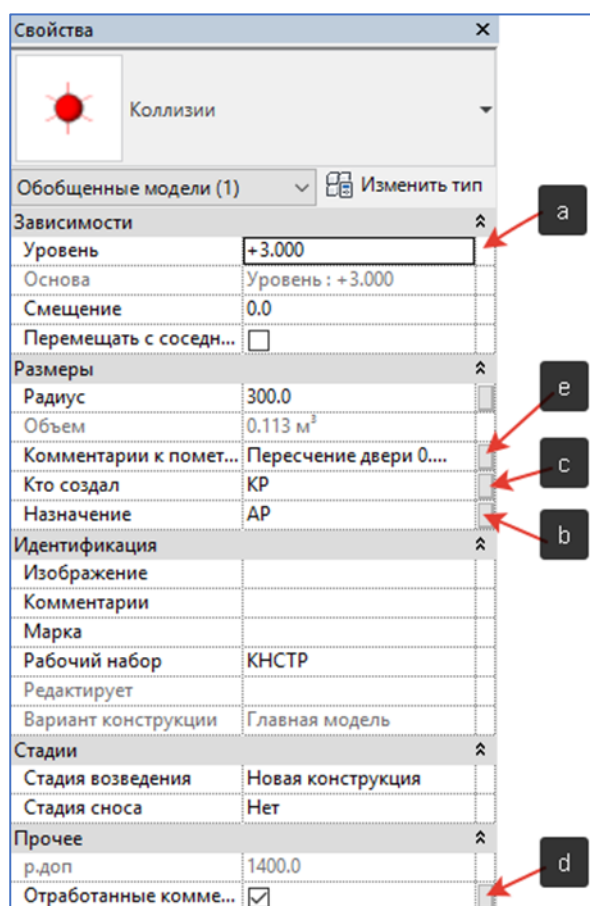 Свойства
Коллизии
Обобщенные модели (1) Изменить тип
a
Зависимости
Уровень +3.000
Основа Уровень : +3.000
Смещение 0.0
Перемещать с соседн...
Размеры
e
Радиус 300.0
Объем 0.113 м³
Комментарии к помет... Пересчение двери 0....
c
Кто создал КР
Назначение АР
b
Идентификация
Изображение
Комментарии
Марка
Рабочий набор КНСТР
Редактирует
Вариант конструкции Главная модель
Стадии
Стадия возведения Новая конструкция
Стадия сноса Нет
Прочее
р.доп 1400.0
d
Отработанные комме...